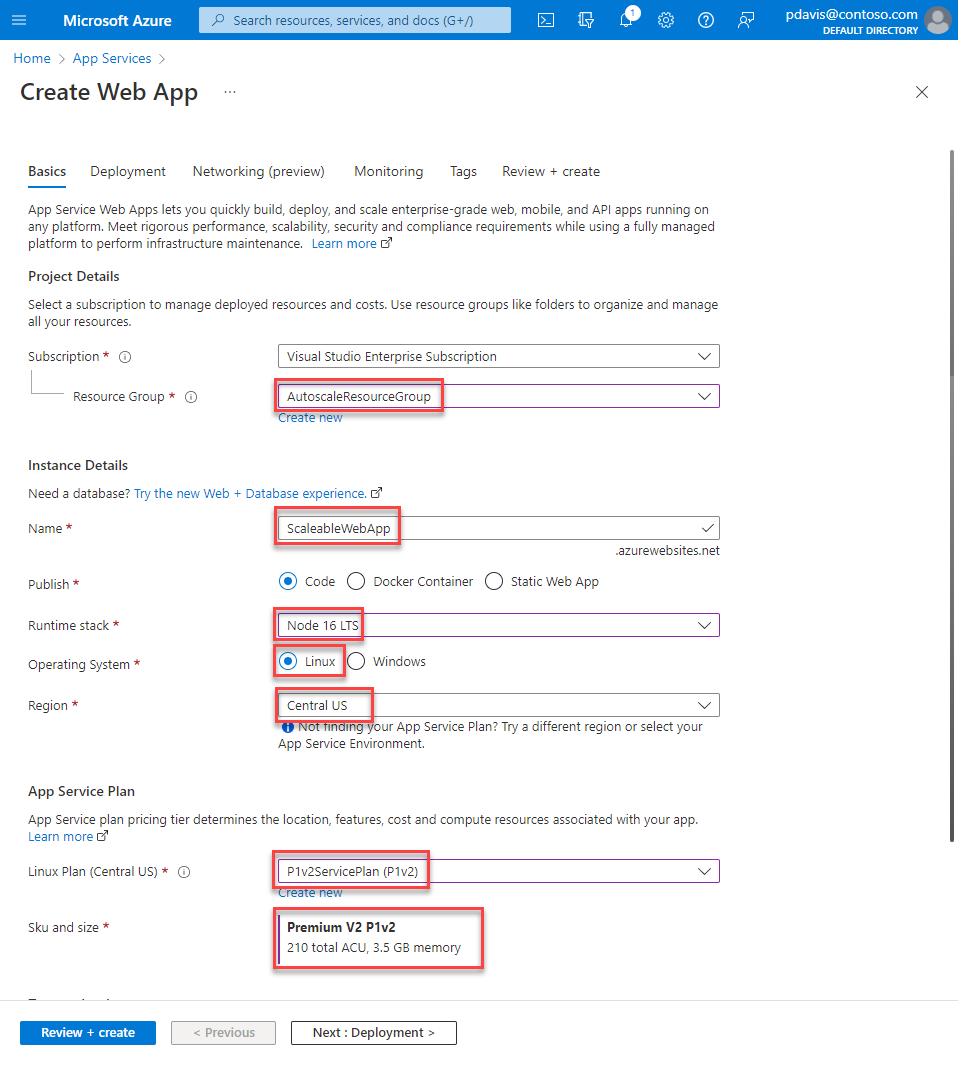 Microsoft Azure
Search resources, services, and docs (G+/)
1
pdavis@contoso.com
DEFAULT DIRECTORY
Home > App Services >
Create Web App ...
Basics Deployment Networking (preview) Monitoring Tags Review + create
App Service Web Apps lets you quickly build, deploy, and scale enterprise-grade web, mobile, and API apps running on
any platform. Meet rigorous performance, scalability, security and compliance requirements while using a fully managed
platform to perform infrastructure maintenance. Learn more
Project Details
Select a subscription to manage deployed resources and costs. Use resource groups like folders to organize and manage
all your resources.
Subscription * Visual Studio Enterprise Subscription
Resource Group * AutoscaleResourceGroup
Create new
Instance Details
Need a database? Try the new Web + Database experience.
Name * ScaleableWebApp
.azurewebsites.net
Publish * Code Docker Container Static Web App
Runtime stack * Node 16 LTS
Operating System * Linux Windows
Region * Central US
Not finding your App Service Plan? Try a different region or select your
App Service Environment.
App Service Plan
App Service plan pricing tier determines the location, features, cost and compute resources associated with your app.
Learn more
Linux Plan (Central US) * P1v2ServicePlan (P1v2)
Create new
Sku and size * Premium V2 P1v2
210 total ACU, 3.5 GB memory
Review + create < Previous Next : Deployment >